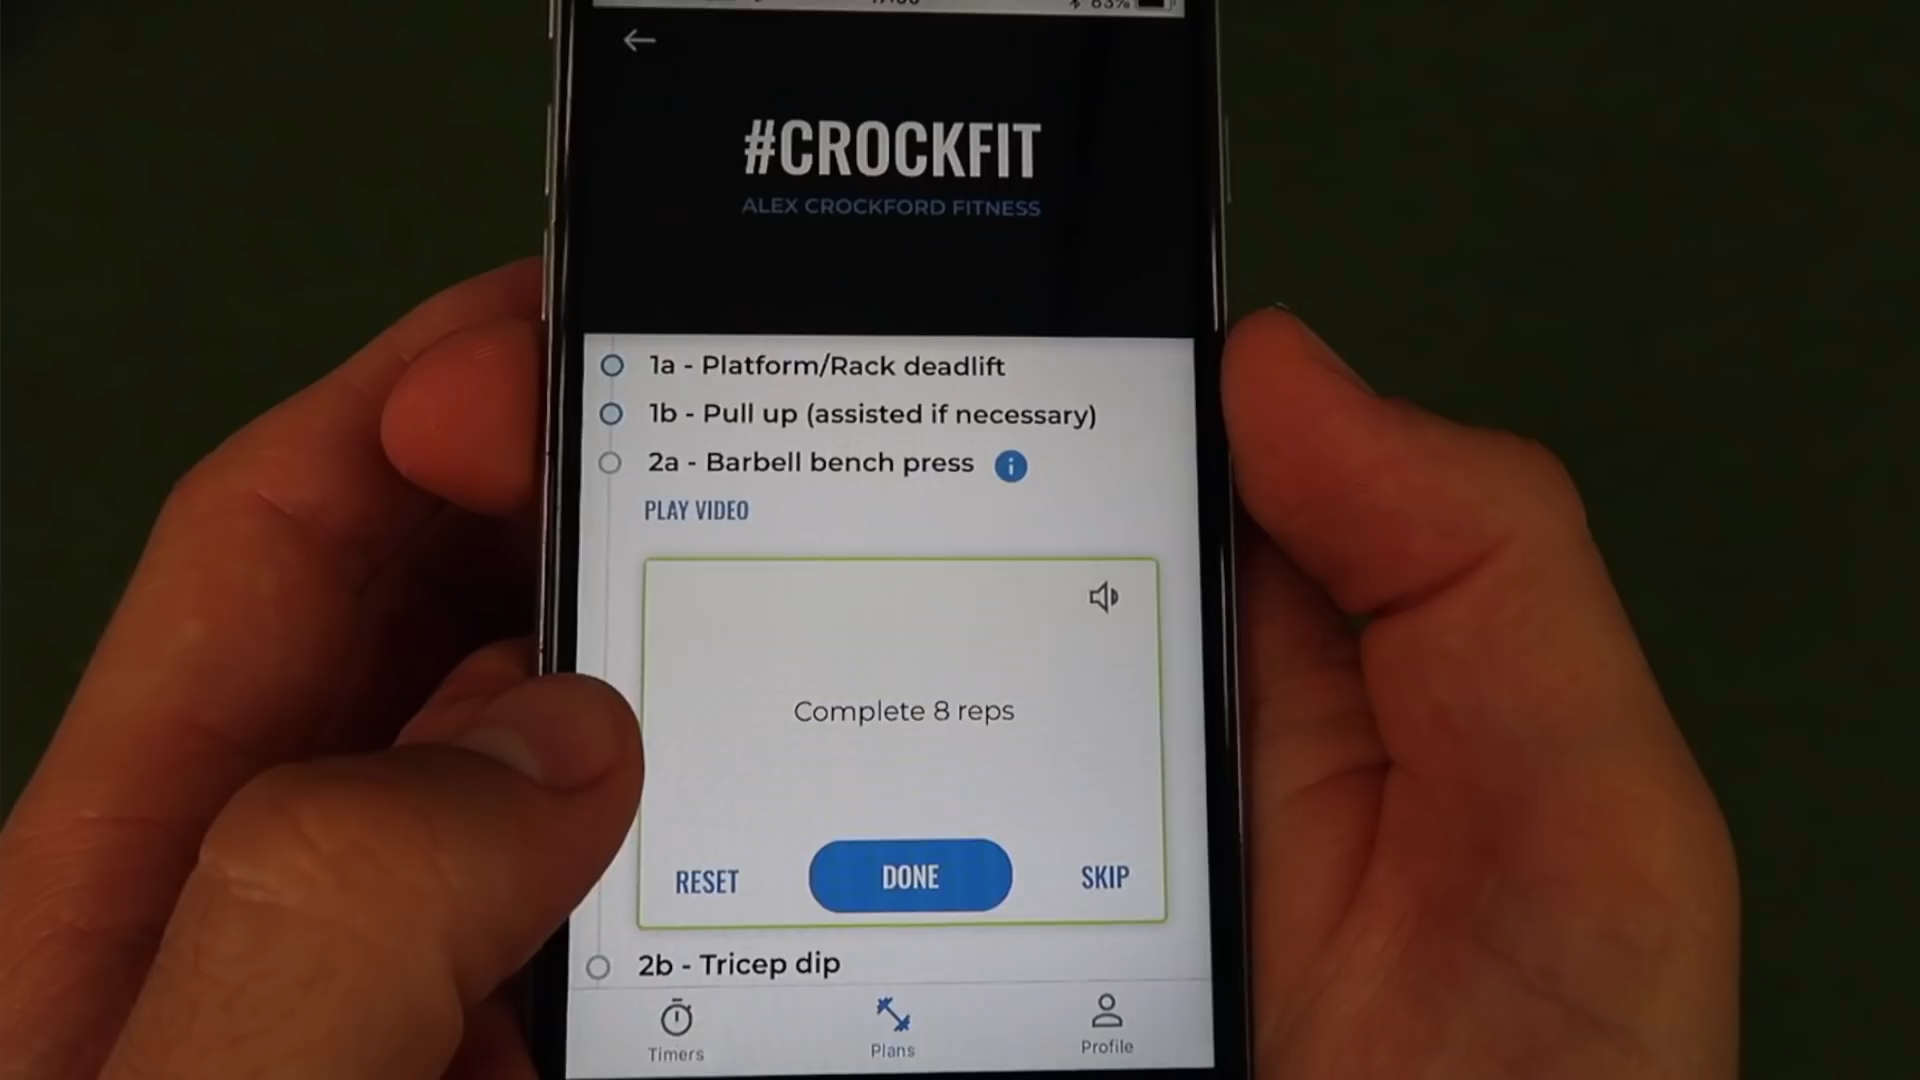 83%
#CROCKFIT
ALEX CROCKFORD FITNESS
1a - Platform/Rack deadlift
1b - Pull up (assisted if necessary)
2a - Barbell bench press i
PLAY VIDEO
Complete 8 reps
RESET DONE SKIP
2b - Tricep dip
Timers Plans Profile